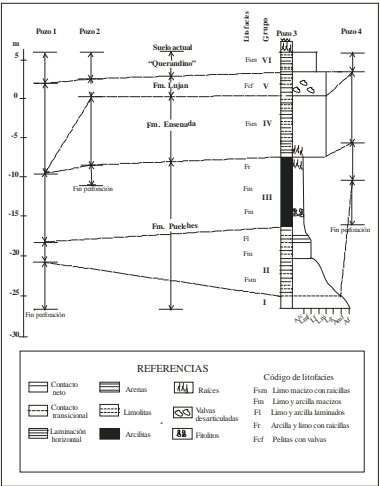 Pozo 1
Pozo 2
Litofacies
Grupo
Pozo 3
Pozo 4
m
5
0
-5
-10
-15
-20
-25
-30
Suelo actual
"Querandino"
Fm. Lujan
Fm. Ensenada
Fm. Puelches
Fin perforación
Fin perforación
Fin perforación
Fsm VI
Fcf V
Fsm IV
Fr
Fm III
Fm
Fl
Fm
II
Fsm
I
REFERENCIAS
Contacto neto
Contacto transicional
Laminación horizontal
Arenas
Limolitas
Arcilitas
Raíces
Valvas desarticuladas
Fitolitos
Código de litofacies
Fsm Limo macizo con raicillas
Fm Limo y arcilla macizos
Fl Limo y arcilla laminados
Fr Arcilla y limo con raicillas
Fcf Pelitas con valvas